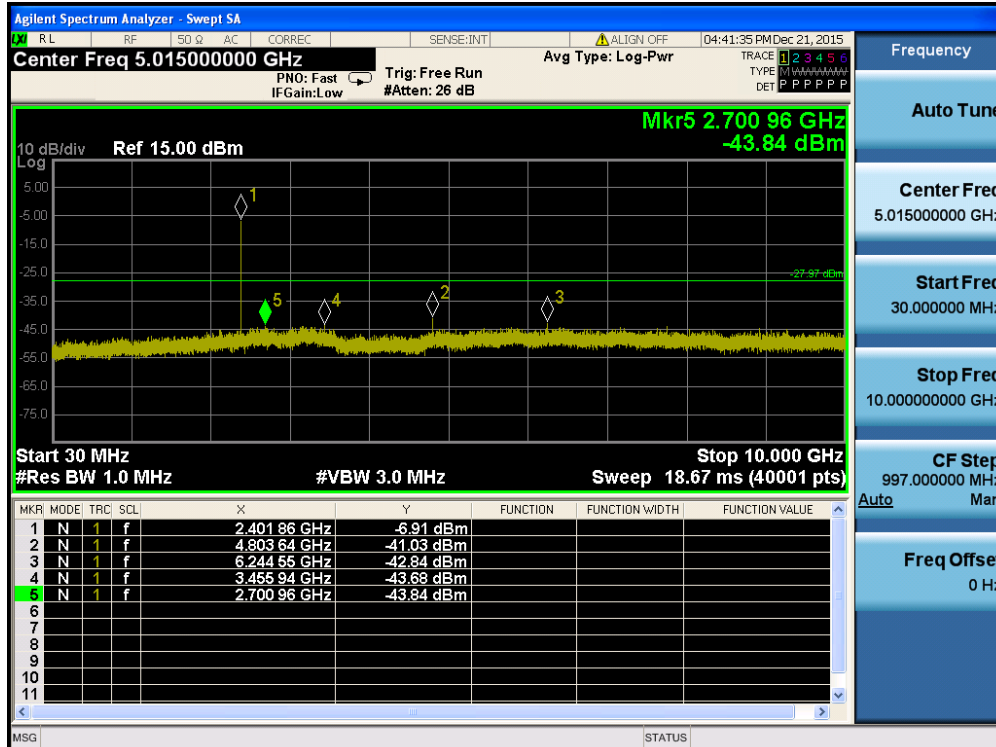 Agilent Spectrum Analyzer - Swept SA
LXI RL RF 50 Ω AC CORREC SENSE:INT ALIGN OFF 04:41:35 PM Dec 21, 2015
Center Freq 5.015000000 GHz
PNO: Fast
IFGain:Low
Trig: Free Run
#Atten: 26 dB
Avg Type: Log-Pwr
TRACE 1 2 3 4 5 6
TYPE M WWWWW
DET P P P P P P
Mkr5 2.700 96 GHz
-43.84 dBm
10 dB/div Ref 15.00 dBm
Log
5.00
-5.00
-15.0
-25.0
-35.0
-45.0
-55.0
-65.0
-75.0
1
5
4
2
3
-27.97 dBm
Start 30 MHz Stop 10.000 GHz
#Res BW 1.0 MHz #VBW 3.0 MHz Sweep 18.67 ms (40001 pts)
MKR MODE TRC SCL X Y FUNCTION FUNCTION WIDTH FUNCTION VALUE
1 N 1 f 2.401 86 GHz -6.91 dBm
2 N 1 f 4.803 64 GHz -41.03 dBm
3 N 1 f 6.244 55 GHz -42.84 dBm
4 N 1 f 3.455 94 GHz -43.68 dBm
5 N 1 f 2.700 96 GHz -43.84 dBm
6
7
8
9
10
11
MSG STATUS
Frequency
Auto Tune
Center Freq
5.015000000 GHz
Start Freq
30.000000 MHz
Stop Freq
10.000000000 GHz
CF Step
997.000000 MHz
Auto Man
Freq Offset
0 Hz